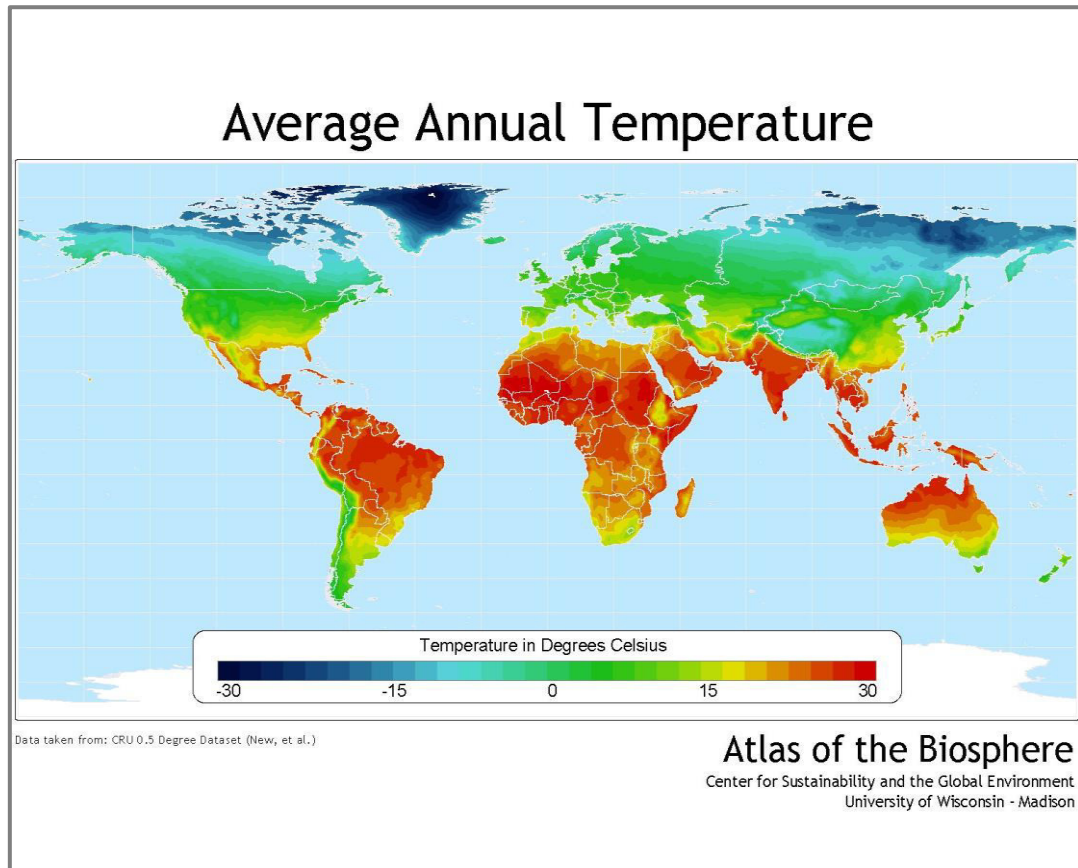 Average Annual Temperature
Temperature in Degrees Celsius
-30 -15 0 15 30
Data taken from: CRU 0.5 Degree Dataset (New, et al.)
Atlas of the Biosphere
Center for Sustainability and the Global Environment
University of Wisconsin - Madison